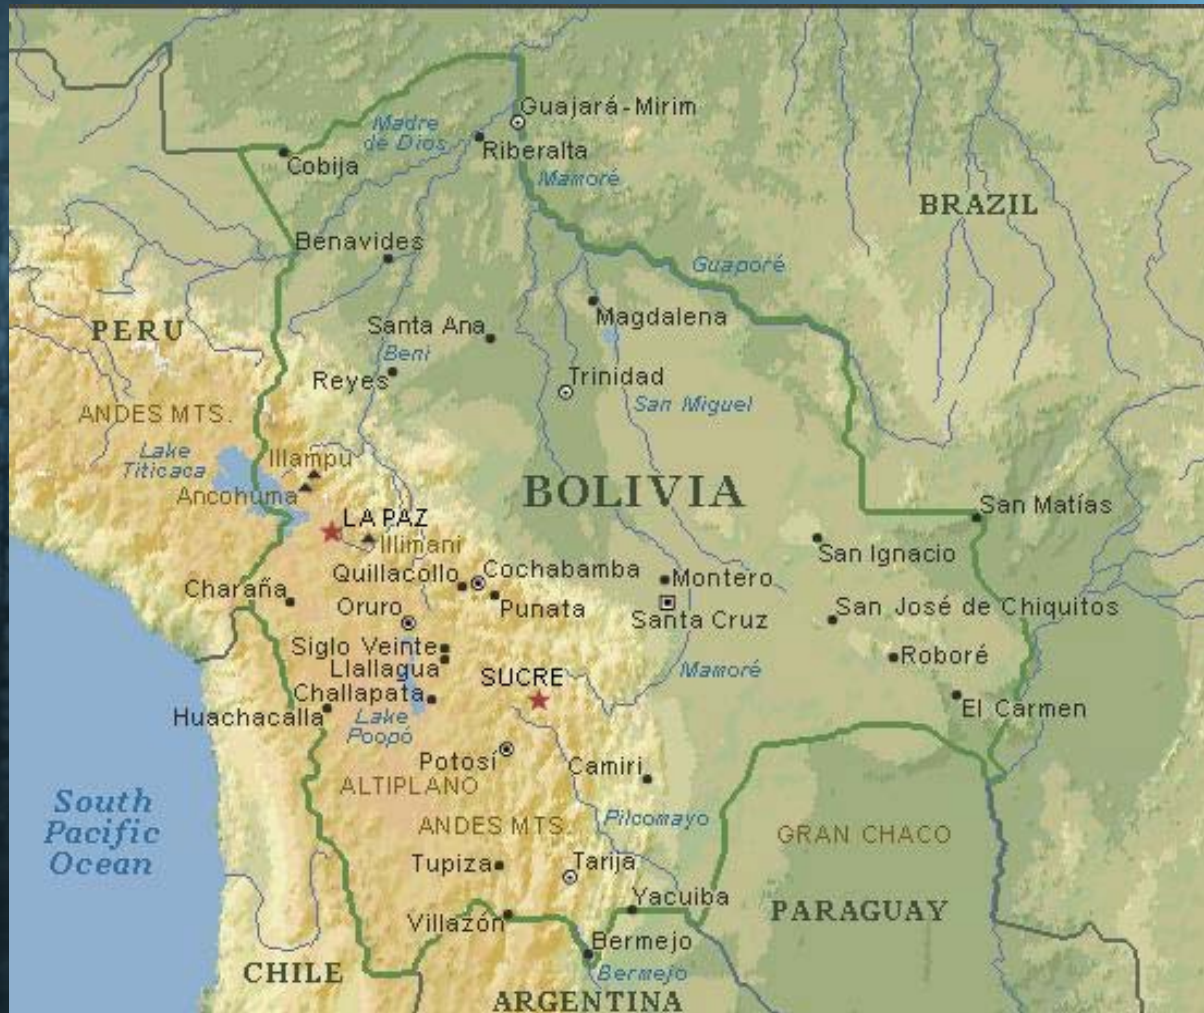 Guajará-Mirim
Madre
de Dios
Riberalta
Cobija
Mamoré
BRAZIL
Benavides
Guaporé
Magdalena
PERU
Santa Ana
Beni
Reyes
Trinidad
San Miguel
ANDES MTS.
Lake
Titicaca
Illampu
Ancohuma
BOLIVIA
San Matías
LA PAZ
Illimani
San Ignacio
Quillacollo
Cochabamba
Montero
Charaña
Punata
Oruro
Santa Cruz
San José de Chiquitos
Siglo Veinte
Llallagua
Roboré
SUCRE
Mamoré
Challapata
El Carmen
Huachacalla
Lake
Poopó
Potosí
Camiri
ALTIPLANO
South
Pacific
Ocean
ANDES MTS.
Pilcomayo
GRAN CHACO
Tupiza
Tarija
Yacuiba
PARAGUAY
Villazón
Bermejo
CHILE
Bermejo
ARGENTINA